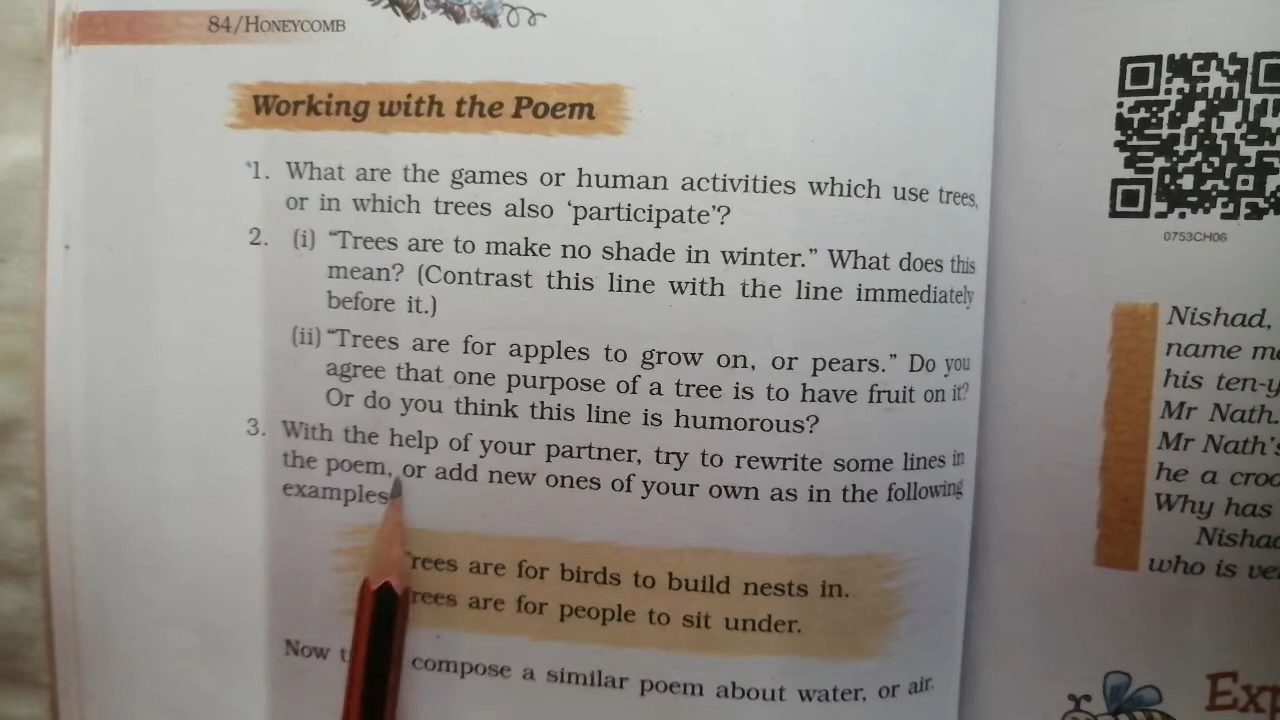 84/HONEYCOMB
Working with the Poem
1. What are the games or human activities which use trees,
or in which trees also ‘participate’?
2. (i) “Trees are to make no shade in winter.” What does this
mean? (Contrast this line with the line immediately
before it.)
(ii) “Trees are for apples to grow on, or pears.” Do you
agree that one purpose of a tree is to have fruit on it?
Or do you think this line is humorous?
3. With the help of your partner, try to rewrite some lines in
the poem, or add new ones of your own as in the following
examples
rees are for birds to build nests in.
rees are for people to sit under.
Now compose a similar poem about water, or air.
0753CH06
Nishad,
name
his
Mr Nath.
Mr Nath's
he a
Why has
who is